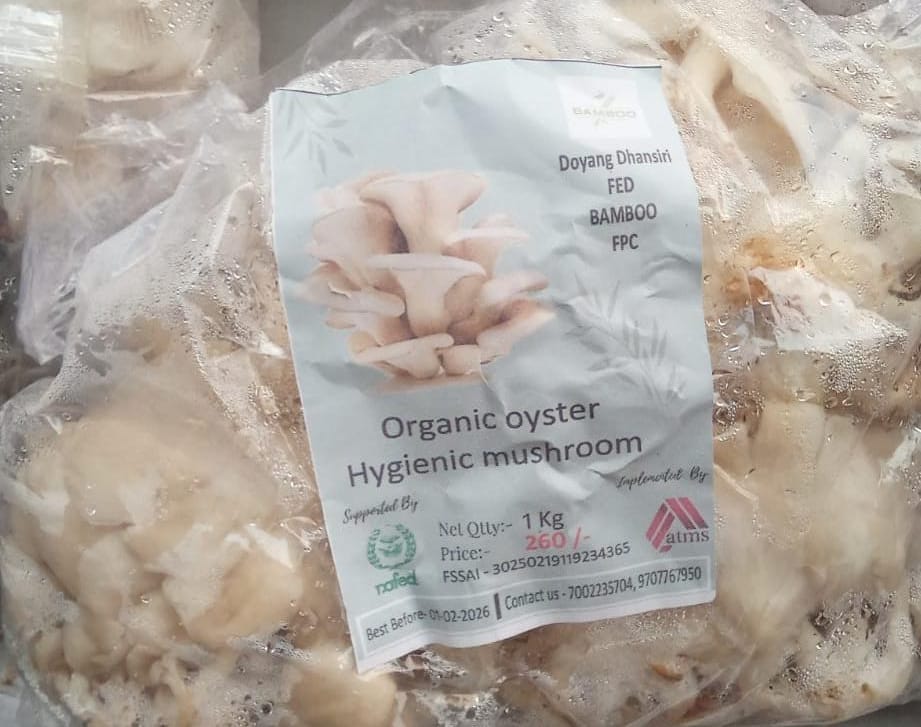 BAMBOO
Doyang Dhansiri
FED
BAMBOO
FPC
Organic oyster
Hygienic mushroom
Supported By
Implemented By
nafed
Net Qtty:- 1 Kg
Price:- 260 /-
FSSAI - 30250219119234365
atms
Best Before- 01-02-2026 | Contact us - 7002235704, 9707767950